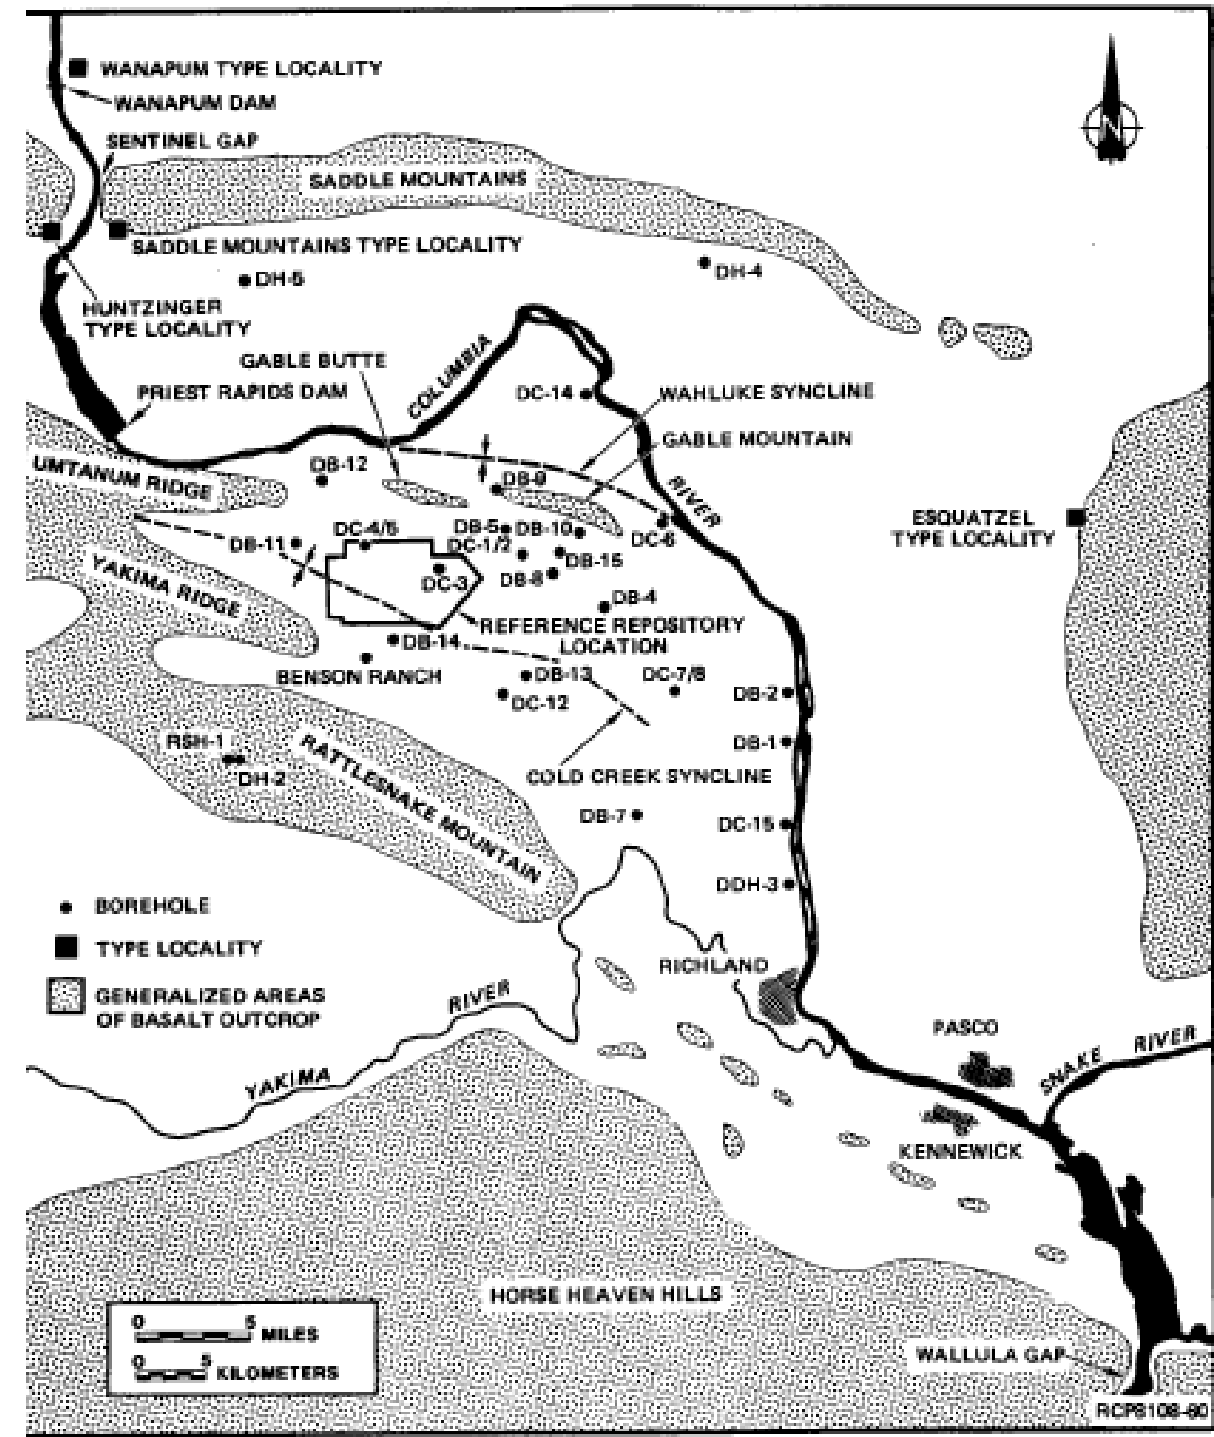 WANAPUM TYPE LOCALITY
WANAPUM DAM
SENTINEL GAP
SADDLE MOUNTAINS
SADDLE MOUNTAINS TYPE LOCALITY
DH-4
DH-5
HUNTZINGER
TYPE LOCALITY
GABLE BUTTE
COLUMBIA
PRIEST RAPIDS DAM
DC-14
WAHLUKE SYNCLINE
GABLE MOUNTAIN
UMTANUM RIDGE
DB-12
DB-9
RIVER
ESQUATZEL
TYPE LOCALITY
DB-11
DC-4/5
DB-5
DB-10
DC-6
DC-1/2
DB-15
YAKIMA RIDGE
DC-3
DB-8
DB-4
REFERENCE REPOSITORY
LOCATION
DB-14
BENSON RANCH
DB-13
DC-7/8
DB-2
DC-12
RSH-1
DH-2
RATTLESNAKE MOUNTAIN
DB-1
COLD CREEK SYNCLINE
DB-7
DC-15
DDH-3
BOREHOLE
TYPE LOCALITY
GENERALIZED AREAS
OF BASALT OUTCROP
RICHLAND
YAKIMA RIVER
PASCO
SNAKE RIVER
KENNEWICK
HORSE HEAVEN HILLS
0 5 MILES
0 5 KILOMETERS
WALLULA GAP
RCP8108-60
N